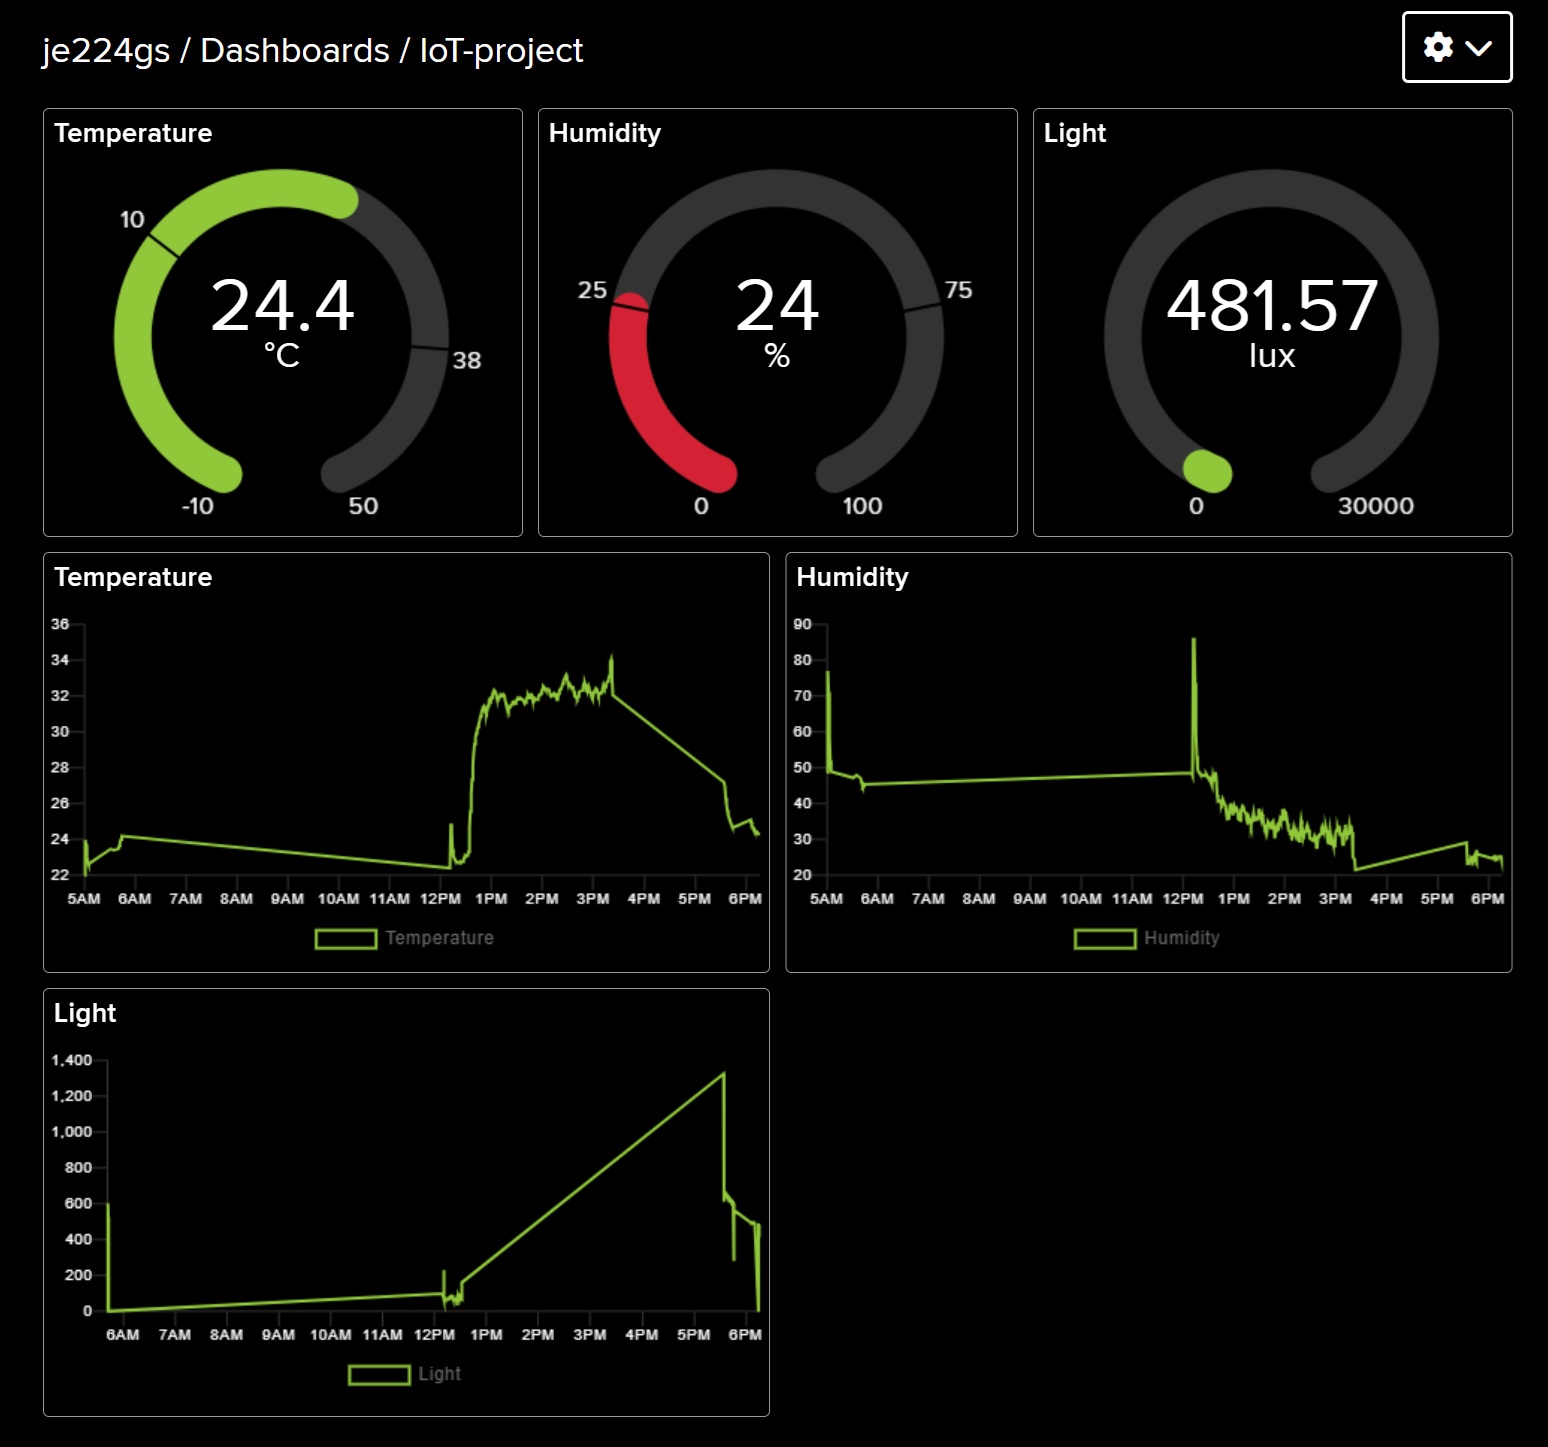 je224gs / Dashboards / IoT-project
Temperature
10
24.4
°C
38
-10
50
Humidity
25
24
%
75
0
100
Light
481.57
lux
0
30000
Temperature
36
34
32
30
28
26
24
22
5AM 6AM 7AM 8AM 9AM 10AM 11AM 12PM 1PM 2PM 3PM 4PM 5PM 6PM
Temperature
Humidity
90
80
70
60
50
40
30
20
5AM 6AM 7AM 8AM 9AM 10AM 11AM 12PM 1PM 2PM 3PM 4PM 5PM 6PM
Humidity
Light
1,400
1,200
1,000
800
600
400
200
0
6AM 7AM 8AM 9AM 10AM 11AM 12PM 1PM 2PM 3PM 4PM 5PM 6PM
Light